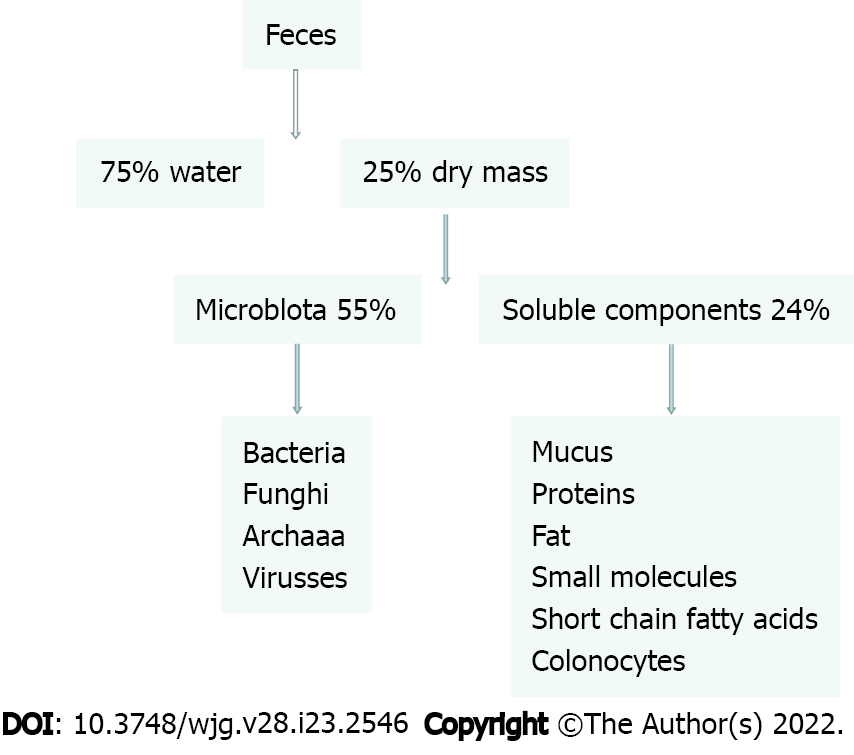 Feces
75% water
25% dry mass
Microblota 55%
Soluble components 24%
Bacteria
Funghi
Archaaa
Virusses
Mucus
Proteins
Fat
Small molecules
Short chain fatty acids
Colonocytes
DOI: 10.3748/wjg.v28.i23.2546 Copyright ©The Author(s) 2022.